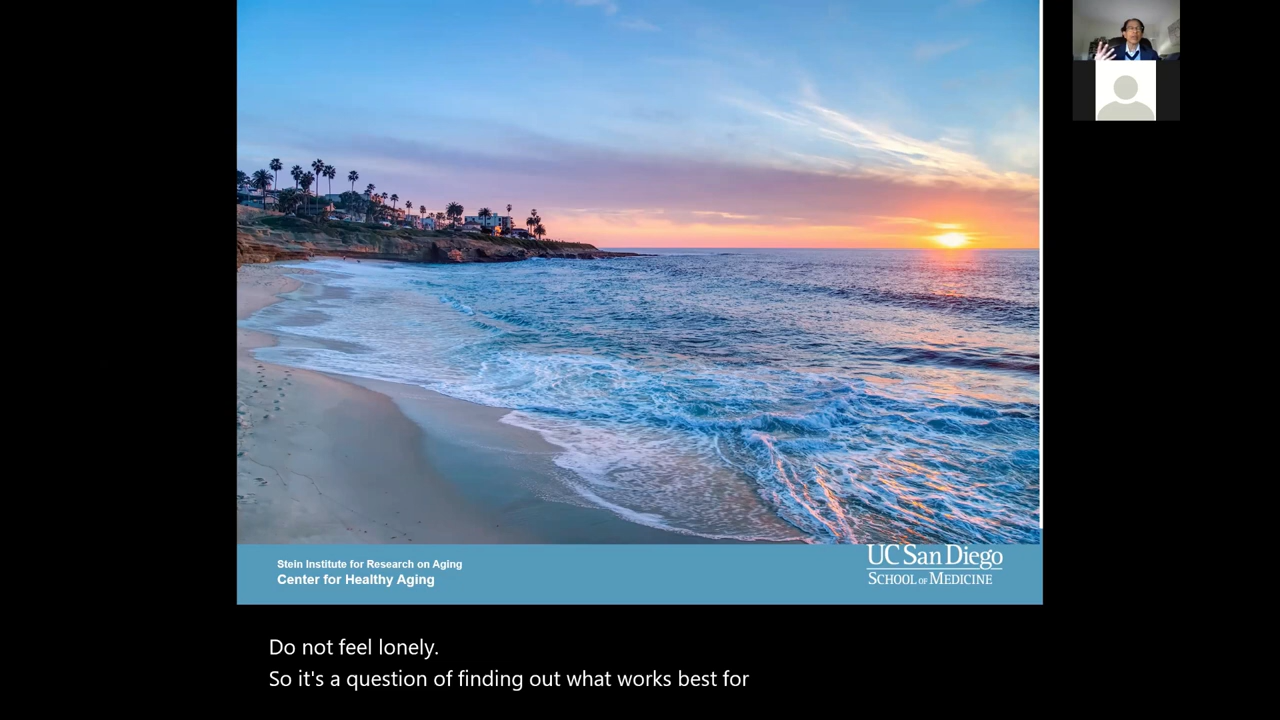 Stein Institute for Research on Aging
Center for Healthy Aging
UC San Diego
SCHOOL OF MEDICINE
Do not feel lonely.
So it's a question of finding out what works best for